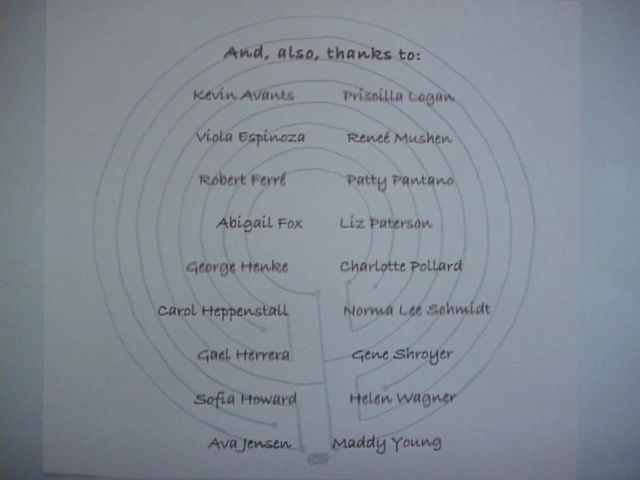 And, also, thanks to:
Kevin Avants Priscilla Logan
Viola Espinoza Reneé Mushen
Robert Ferré Patty Pantano
Abigail Fox Liz Paterson
George Henke Charlotte Pollard
Carol Heppenstall Norma Lee Schmidt
Gael Herrera Gene Shroyer
Sofia Howard Helen Wagner
Ava Jensen Maddy Young